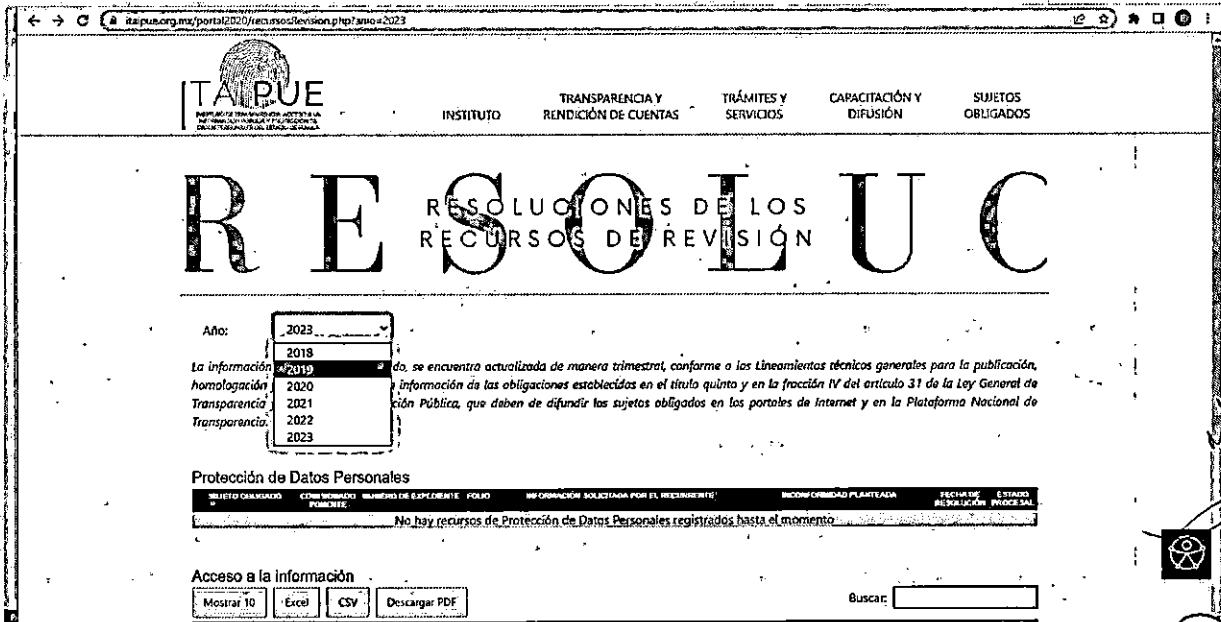 itaipue.org.mx/portal2020/recursosRevision.php?anio=2023
ITAIPUE
INSTITUTO
TRANSPARENCIA Y
RENDICIÓN DE CUENTAS
TRÁMITES Y
SERVICIOS
CAPACITACIÓN Y
DIFUSIÓN
SUJETOS
OBLIGADOS
RESOLUC
RESOLUCIONES DE LOS
RECURSOS DE REVISIÓN
Año: 2023
2018
2019
2020
2021
2022
2023
La información do, se encuentra actualizada de manera trimestral, conforme a los Lineamientos técnicos generales para la publicación,
homologación información de las obligaciones establecidas en el título quinto y en la fracción IV del artículo 31 de la Ley General de
Transparencia ción Pública, que deben de difundir los sujetos obligados en los portales de Internet y en la Plataforma Nacional de
Transparencia.
Protección de Datos Personales
SUJETO OBLIGADO COMISIONADO PONENTE NÚMERO DE EXPEDIENTE FOLIO INFORMACIÓN SOLICITADA POR EL RECURRENTE INCONFORMIDAD PLANTEADA FECHA DE RESOLUCIÓN ESTADO PROCESAL
No hay recursos de Protección de Datos Personales registrados hasta el momento
Acceso a la información
Mostrar 10 Excel CSV Descargar PDF Buscar: